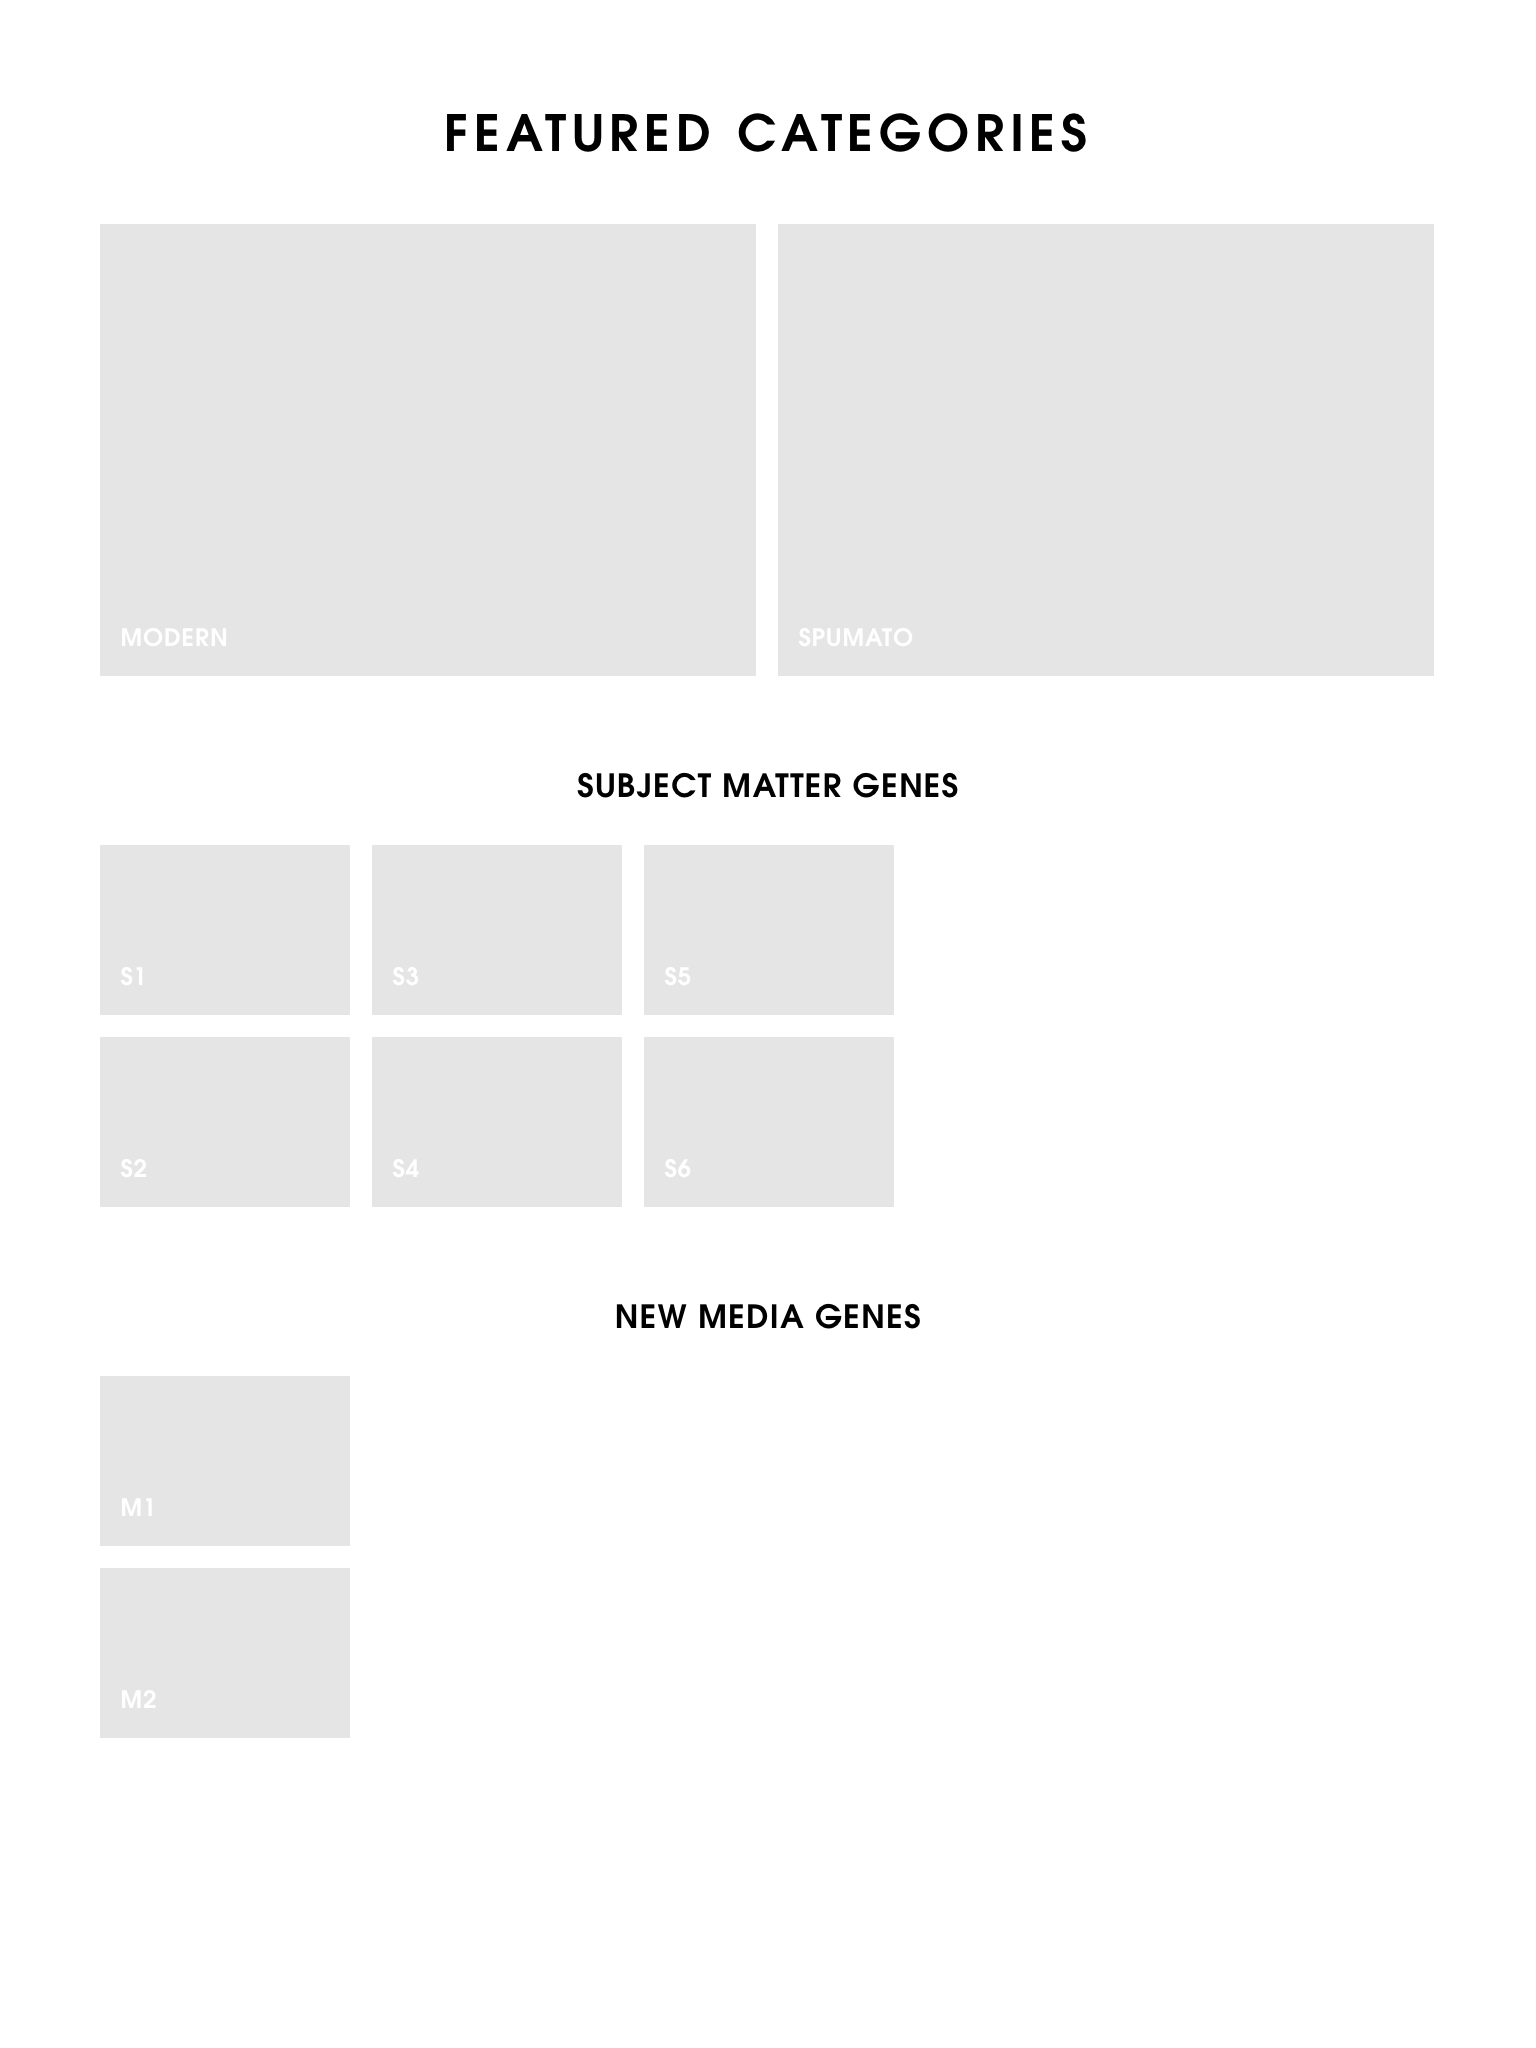 FEATURED CATEGORIES
MODERN
SPUMATO
SUBJECT MATTER GENES
S1
S3
S5
S2
S4
S6
NEW MEDIA GENES
M1
M2